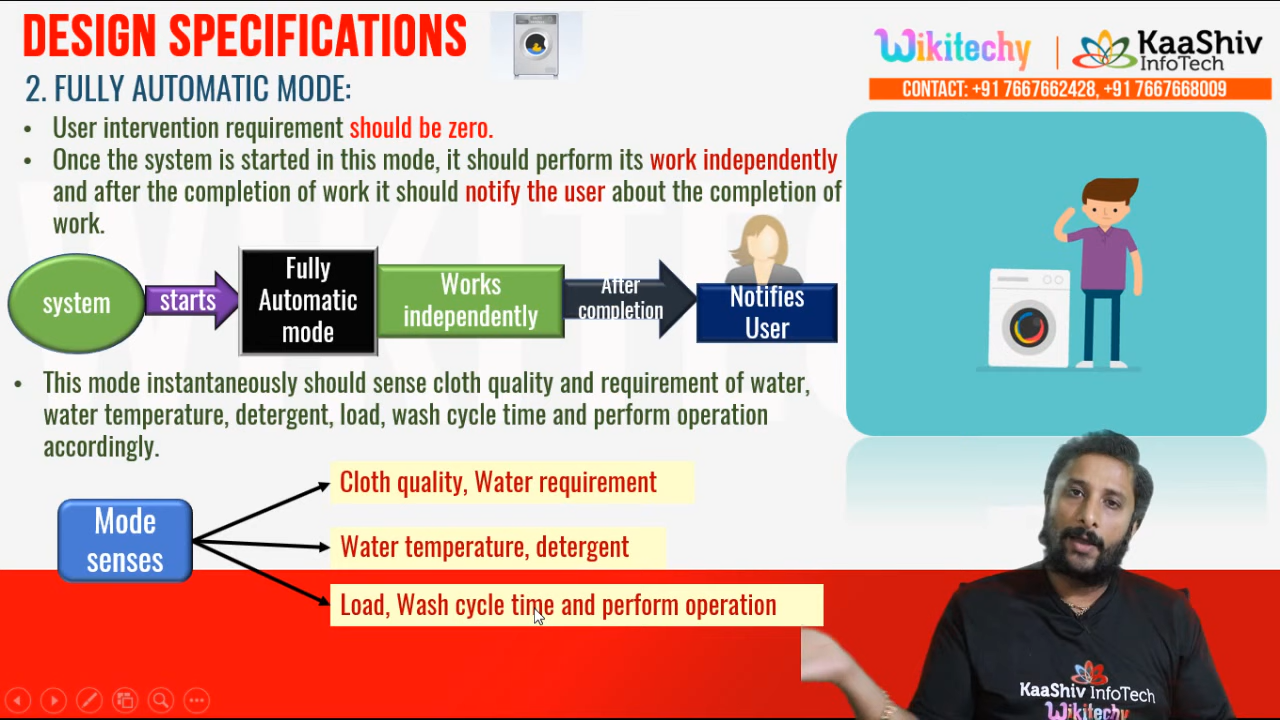 DESIGN SPECIFICATIONS
Wikitechy
KaaShiv
InfoTech
CONTACT: +91 7667662428, +91 7667668009
2. FULLY AUTOMATIC MODE:
• User intervention requirement should be zero.
• Once the system is started in this mode, it should perform its work independently
and after the completion of work it should notify the user about the completion of
work.
system
starts
Fully
Automatic
mode
Works
independently
After
completion
Notifies
User
• This mode instantaneously should sense cloth quality and requirement of water,
water temperature, detergent, load, wash cycle time and perform operation
accordingly.
Mode
senses
Cloth quality, Water requirement
Water temperature, detergent
Load, Wash cycle time and perform operation
KaaShiv InfoTech
Wikitechy